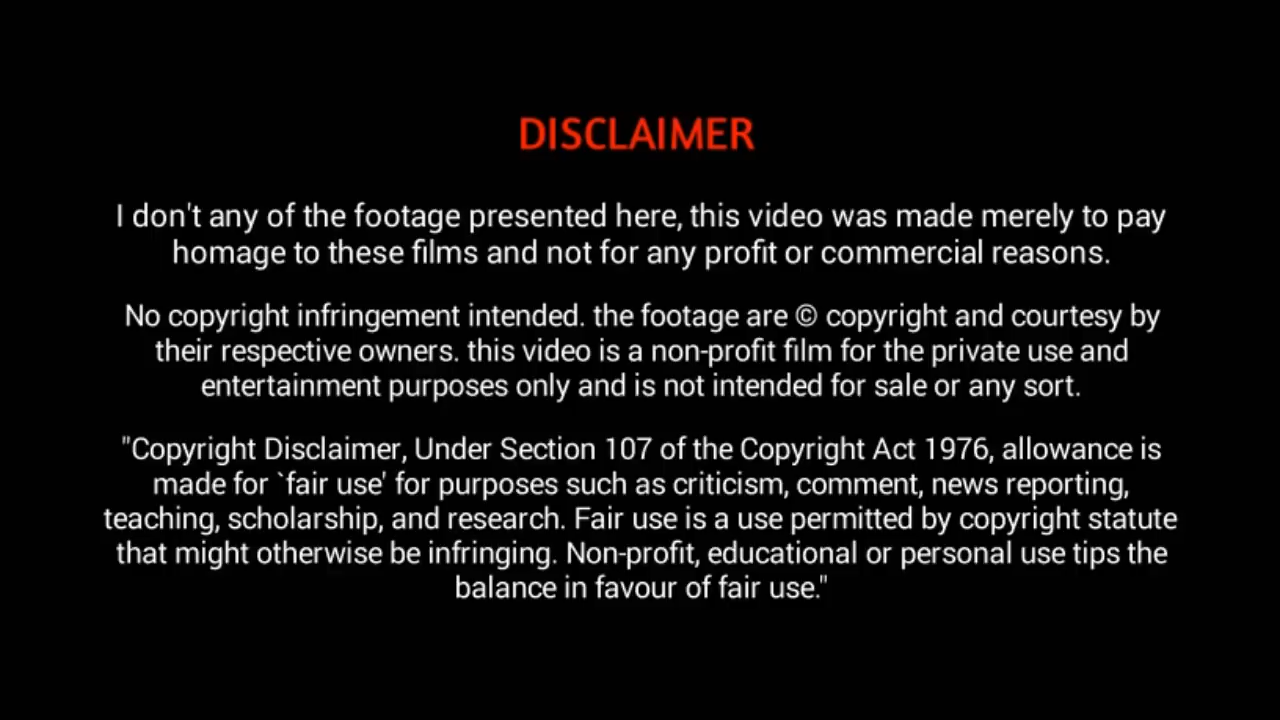 DISCLAIMER
I don't any of the footage presented here, this video was made merely to pay
homage to these films and not for any profit or commercial reasons.
No copyright infringement intended. the footage are © copyright and courtesy by
their respective owners. this video is a non-profit film for the private use and
entertainment purposes only and is not intended for sale or any sort.
"Copyright Disclaimer, Under Section 107 of the Copyright Act 1976, allowance is
made for `fair use' for purposes such as criticism, comment, news reporting,
teaching, scholarship, and research. Fair use is a use permitted by copyright statute
that might otherwise be infringing. Non-profit, educational or personal use tips the
balance in favour of fair use."